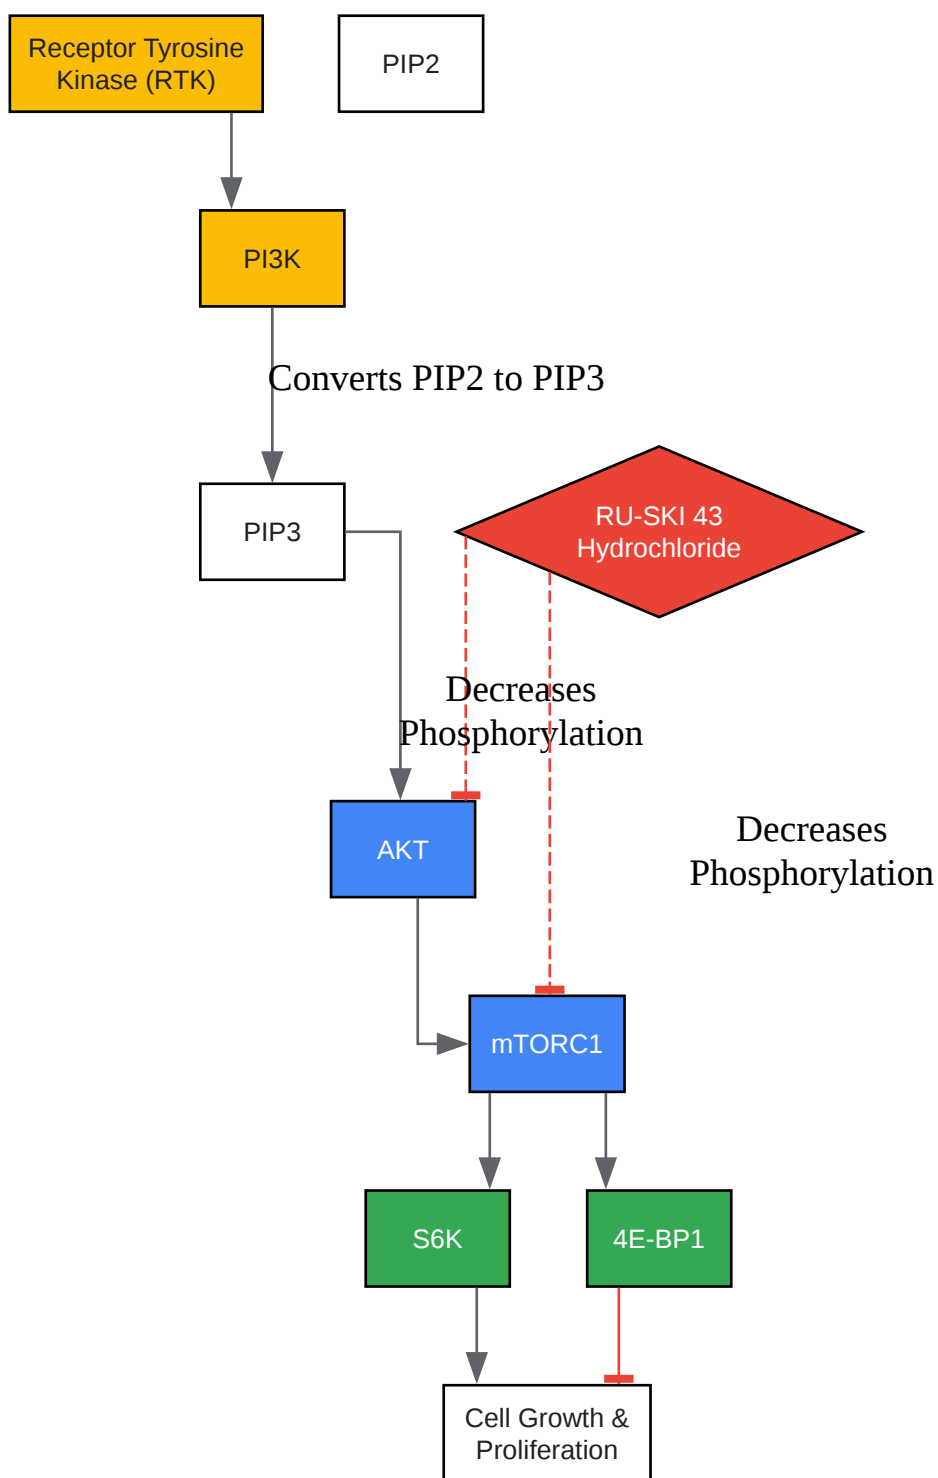 Receptor Tyrosine
Kinase (RTK)
PIP2
PI3K
Converts PIP2 to PIP3
PIP3
RU-SKI 43
Hydrochloride
Decreases
Phosphorylation
AKT
Decreases
Phosphorylation
mTORC1
S6K
4E-BP1
Cell Growth &
Proliferation